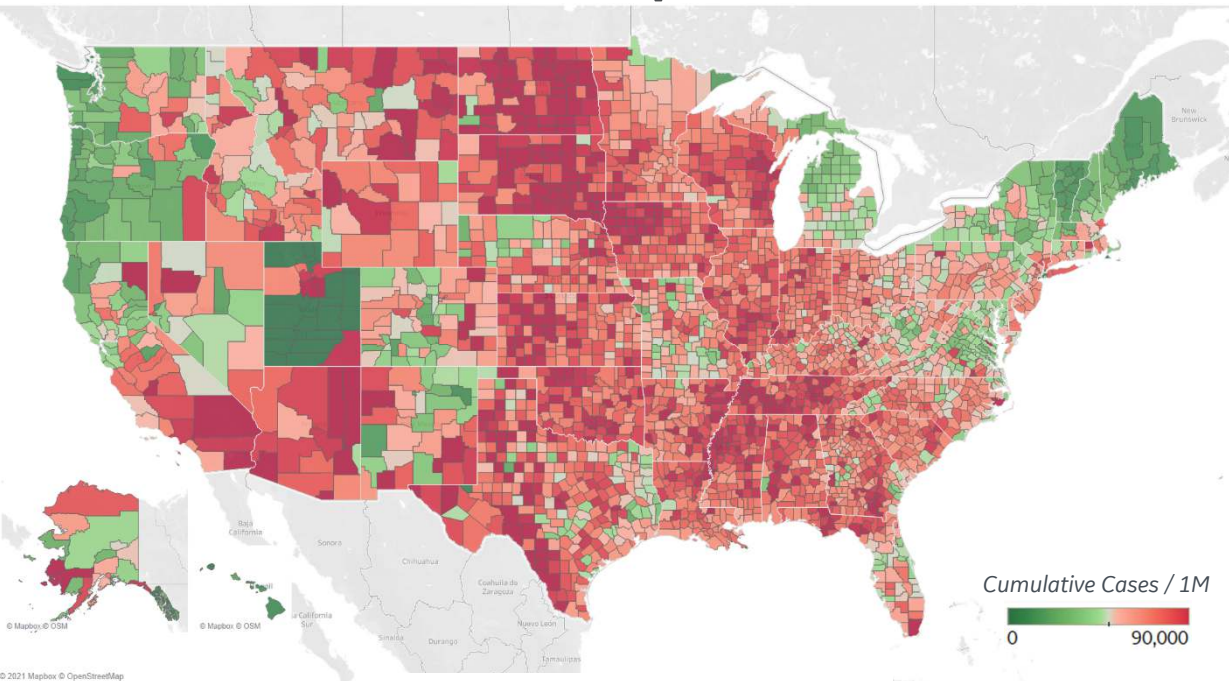 New
Brunswick
Baja
California
Sonora
Chihuahua
Coahuila de
Zaragoza
Cumulative Cases / 1M
0
90,000
© Mapbox © OSM
© Mapbox © OSM
California
Sur
Sinaloa
Durango
Nuevo León
Tamaulipas
© 2021 Mapbox © OpenStreetMap